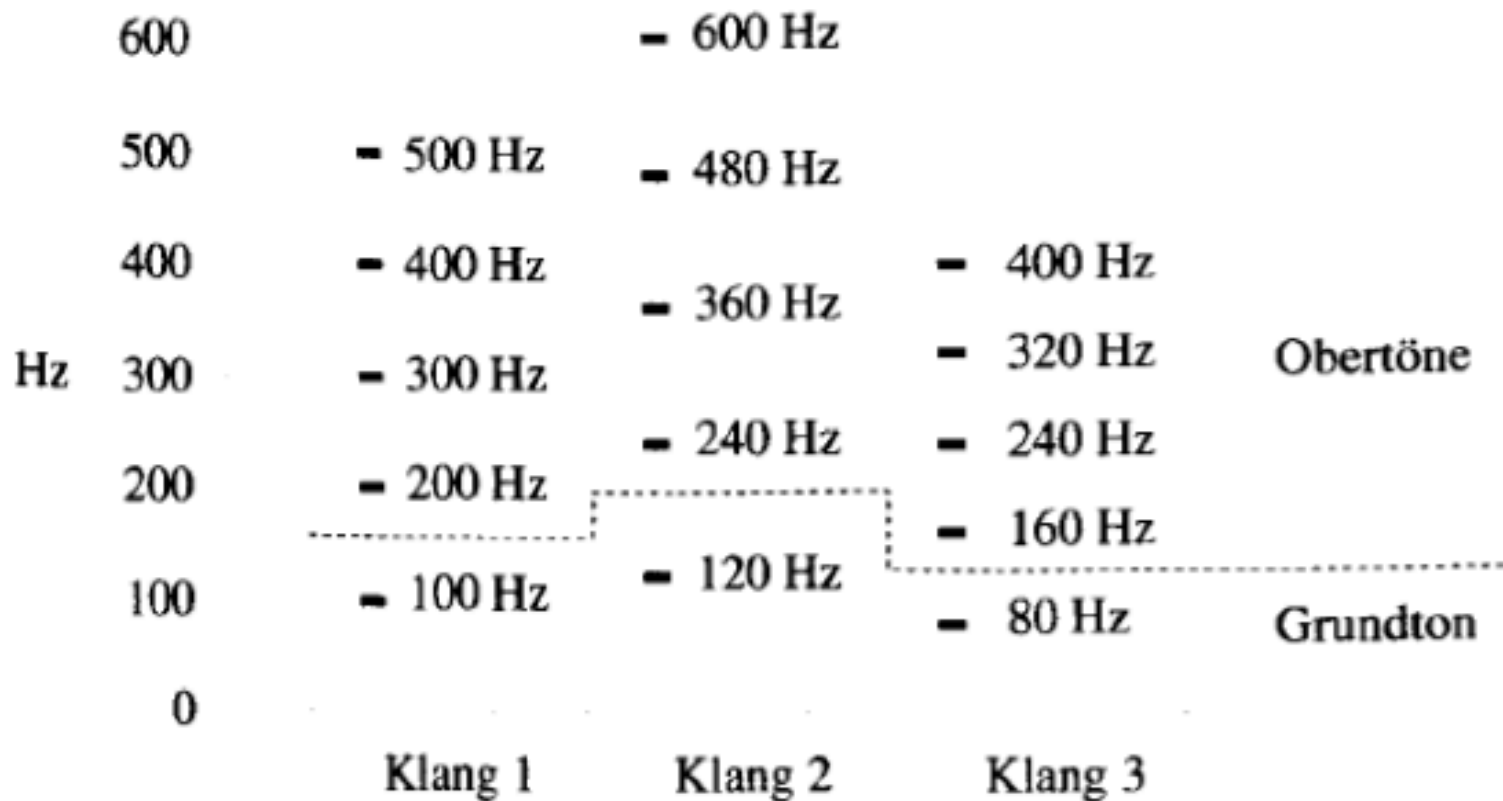 600 600 Hz
500 500 Hz 480 Hz
400 400 Hz 400 Hz
360 Hz
Hz 300 300 Hz 320 Hz Obertöne
240 Hz 240 Hz
200 200 Hz
160 Hz
100 100 Hz 120 Hz
80 Hz Grundton
0
Klang 1 Klang 2 Klang 3